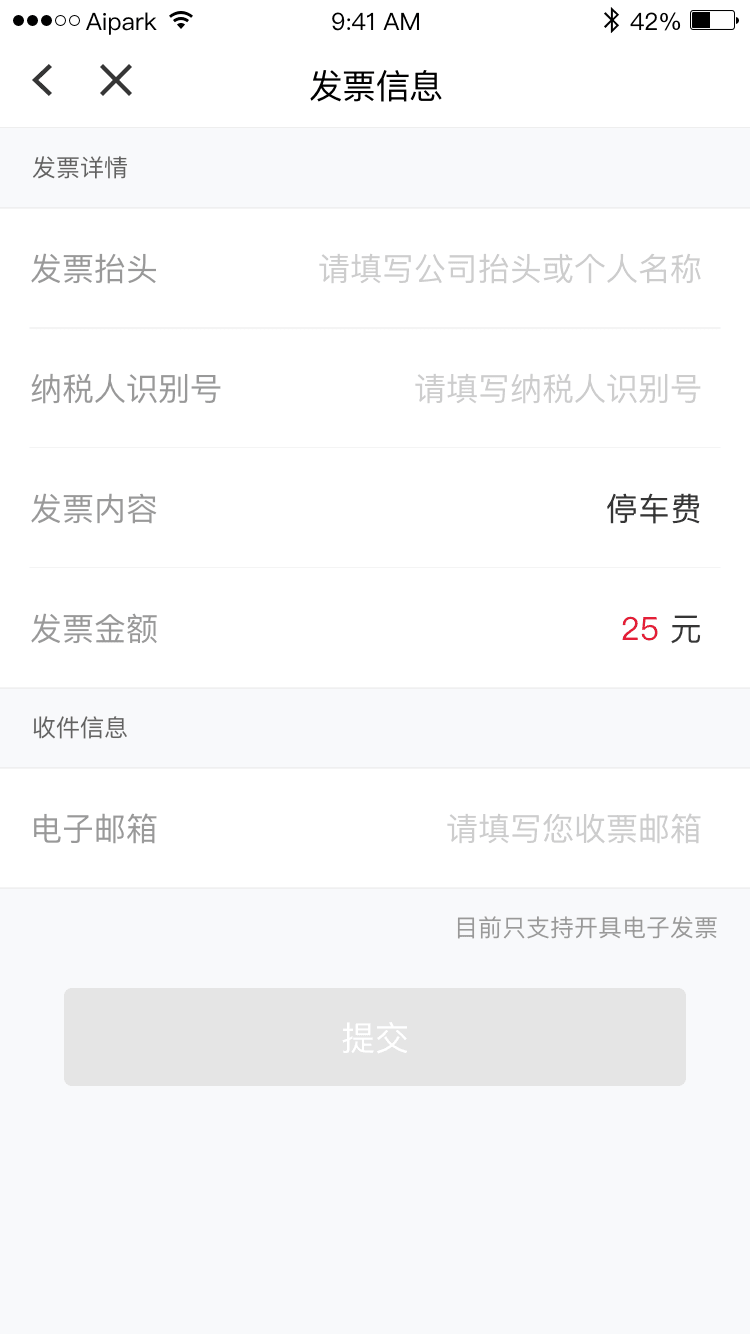 Aipark 9:41 AM 42%
发票信息
发票详情
发票抬头 请填写公司抬头或个人名称
纳税人识别号 请填写纳税人识别号
发票内容 停车费
发票金额 25 元
收件信息
电子邮箱 请填写您收票邮箱
目前只支持开具电子发票
提交